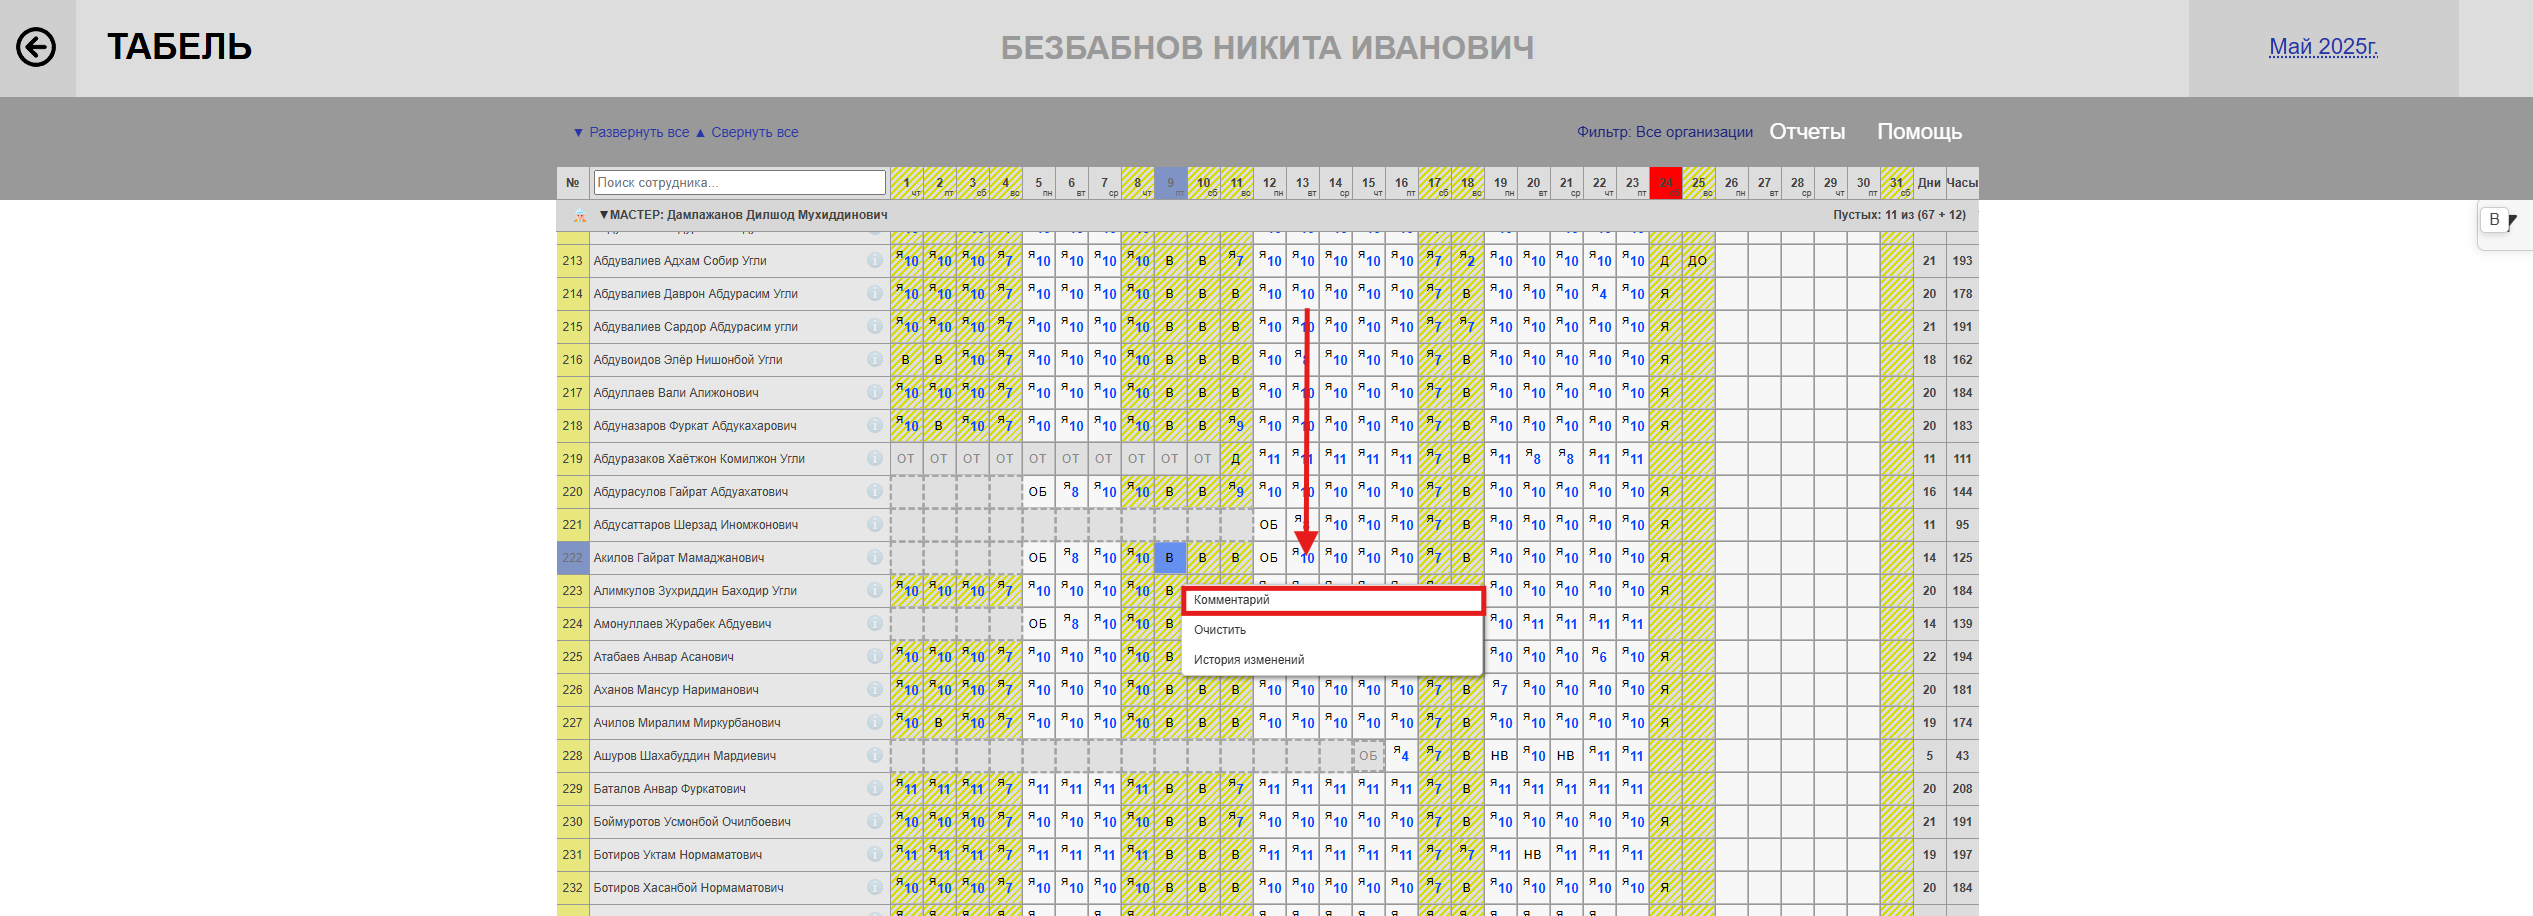 ТАБЕЛЬ
БЕЗБАБНОВ НИКИТА ИВАНОВИЧ
Май 2025г.
▼ Развернуть все ▲ Свернуть все
Фильтр: Все организации Отчеты Помощь
№ Поиск сотрудника... 1 чт 2 пт 3 сб 4 вс 5 пн 6 вт 7 ср 8 чт 9 пт 10 сб 11 вс 12 пн 13 вт 14 ср 15 чт 16 пт 17 сб 18 вс 19 пн 20 вт 21 ср 22 чт 23 пт 24 25 вс 26 пн 27 вт 28 ср 29 чт 30 пт 31 сб Дни Часы
▼МАСТЕР: Дамлажанов Дилшод Мухиддинович Пустых: 11 из (67 + 12)
В
213 Абдувалиев Адхам Собир Угли Я10 Я10 Я10 Я7 Я10 Я10 Я10 Я10 В В Я7 Я10 Я10 Я10 Я10 Я10 Я7 Я2 Я10 Я10 Я10 Я10 Я10 Д ДО 21 193
214 Абдувалиев Даврон Абдурасим Угли Я10 Я10 Я10 Я7 Я10 Я10 Я10 Я10 В В В Я10 Я10 Я10 Я10 Я10 Я7 В Я10 Я10 Я10 Я4 Я10 Я 20 178
215 Абдувалиев Сардор Абдурасим угли Я10 Я10 Я10 Я7 Я10 Я10 Я10 Я10 В В В Я10 Я10 Я10 Я10 Я10 Я7 Я7 Я10 Я10 Я10 Я10 Я10 Я 21 191
216 Абдувоидов Элёр Нишонбой Угли В В Я10 Я7 Я10 Я10 Я10 Я10 В В В Я10 Я Я10 Я10 Я10 Я7 В Я10 Я10 Я10 Я10 Я10 Я 18 162
217 Абдуллаев Вали Алижонович Я10 Я10 Я10 Я7 Я10 Я10 Я10 Я10 В В В Я10 Я10 Я10 Я10 Я10 Я7 В Я10 Я10 Я10 Я10 Я10 Я 20 184
218 Абдуназаров Фуркат Абдукахарович Я10 В Я10 Я7 Я10 Я10 Я10 Я10 В В Я9 Я10 Я10 Я10 Я10 Я10 Я7 В Я10 Я10 Я10 Я10 Я10 Я 20 183
219 Абдуразаков Хаётжон Комилжон Угли ОТ ОТ ОТ ОТ ОТ ОТ ОТ ОТ ОТ ОТ Д Я11 Я11 Я11 Я11 Я11 Я7 В Я11 Я8 Я8 Я11 Я11 11 111
220 Абдурасулов Гайрат Абдуахатович ОБ Я8 Я10 Я10 В В Я9 Я10 Я10 Я10 Я10 Я10 Я7 В Я10 Я10 Я10 Я10 Я10 Я 16 144
221 Абдусаттаров Шерзад Иномжонович ОБ Я Я10 Я10 Я10 Я7 В Я10 Я10 Я10 Я10 Я10 Я 11 95
222 Акилов Гайрат Мамаджанович ОБ Я8 Я10 Я10 В В В ОБ Я10 Я10 Я10 Я10 Я7 В Я10 Я10 Я10 Я10 Я10 Я 14 125
223 Алимкулов Зухриддин Баходир Угли Я10 Я10 Я10 Я7 Я10 Я10 Я10 Я10 В Я10 Я10 Я10 Я10 Я10 Я 20 184
Комментарий
224 Амонуллаев Журабек Абдуевич ОБ Я8 Я10 Я10 В Я10 Я11 Я11 Я11 Я11 14 139
Очистить
225 Атабаев Анвар Асанович Я10 Я10 Я10 Я7 Я10 Я10 Я10 Я10 В Я10 Я10 Я10 Я6 Я10 Я 22 194
История изменений
226 Аханов Мансур Нариманович Я10 Я10 Я10 Я7 Я10 Я10 Я10 Я10 В В В Я10 Я10 Я10 Я10 Я10 Я7 В Я7 Я10 Я10 Я10 Я10 Я 20 181
227 Ачилов Миралим Миркурбанович Я10 В Я10 Я7 Я10 Я10 Я10 Я10 В В В Я10 Я10 Я10 Я10 Я10 Я7 В Я10 Я10 Я10 Я10 Я10 Я 19 174
228 Ашуров Шахабуддин Мардиевич ОБ Я4 Я7 В НВ Я10 НВ Я11 Я11 5 43
229 Баталов Анвар Фуркатович Я11 Я11 Я11 Я7 Я11 Я11 Я11 Я11 В В Я7 Я11 Я11 Я11 Я11 Я11 Я7 В Я11 Я11 Я11 Я11 Я11 20 208
230 Боймуротов Усмонбой Очилбоевич Я10 Я10 Я10 Я7 Я10 Я10 Я10 Я10 В В Я7 Я10 Я10 Я10 Я10 Я10 Я7 В Я10 Я10 Я10 Я10 Я10 Я 21 191
231 Ботиров Уктам Нормаматович Я11 Я11 Я11 Я7 Я11 Я11 Я11 Я11 В В В Я11 Я11 Я11 Я11 Я11 Я7 Я7 Я11 НВ Я11 Я11 Я11 19 197
232 Ботиров Хасанбой Нормаматович Я10 Я10 Я10 Я7 Я10 Я10 Я10 Я10 В В В Я10 Я10 Я10 Я10 Я10 Я7 В Я10 Я10 Я10 Я10 Я10 Я 20 184